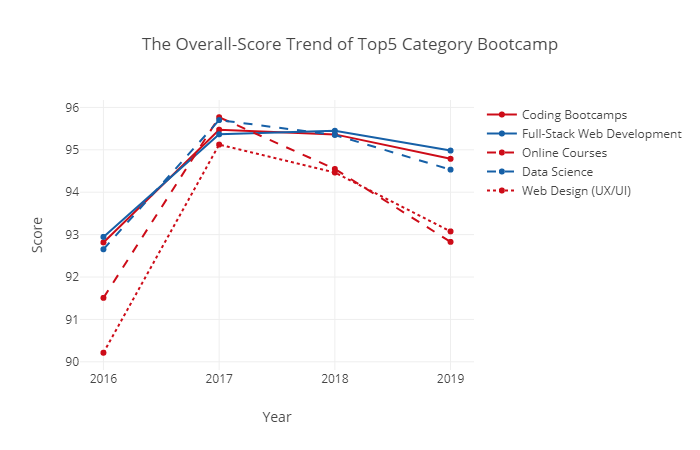 The Overall-Score Trend of Top5 Category Bootcamp
96
95
94
93
92
91
90
Score
2016 2017 2018 2019
Year
Coding Bootcamps
Full-Stack Web Development
Online Courses
Data Science
Web Design (UX/UI)